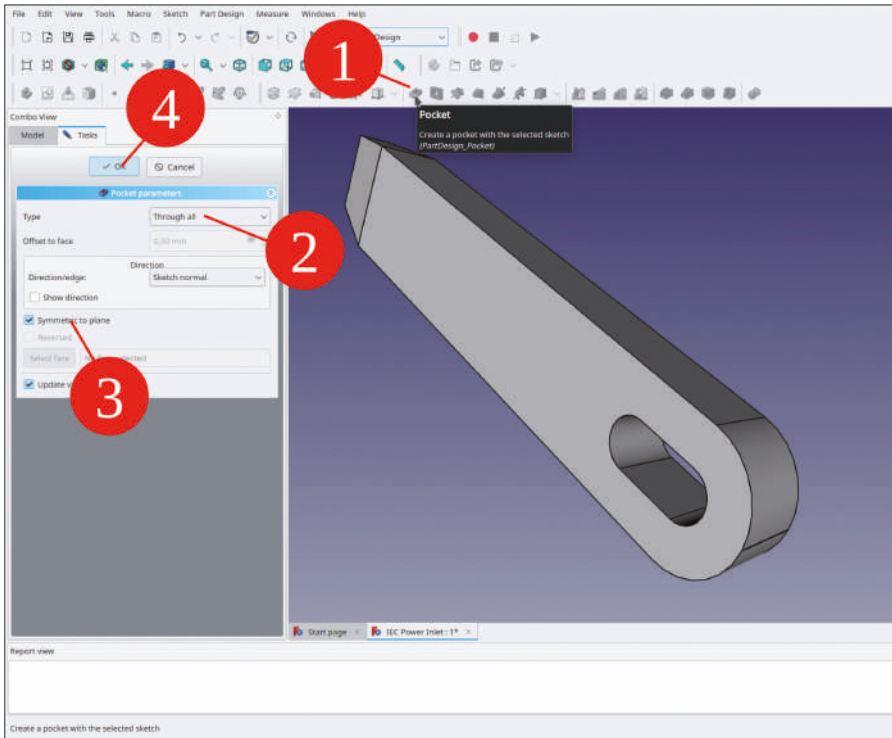 File Edit View Tools Macro Sketch Part Design Measure Windows Help
Design
1
Pocket
Create a pocket with the selected sketch
(PartDesign_Pocket)
Combo View
4
Model Tasks
Cancel
Pocket parameters
Type Through all
2
Offset to face 0,00 mm
Direction
Direction/edge: Sketch normal
Show direction
Symmetric to plane
Reversed
Select face
3
Update
Start page IEC Power Inlet : 1*
Report view
Create a pocket with the selected sketch